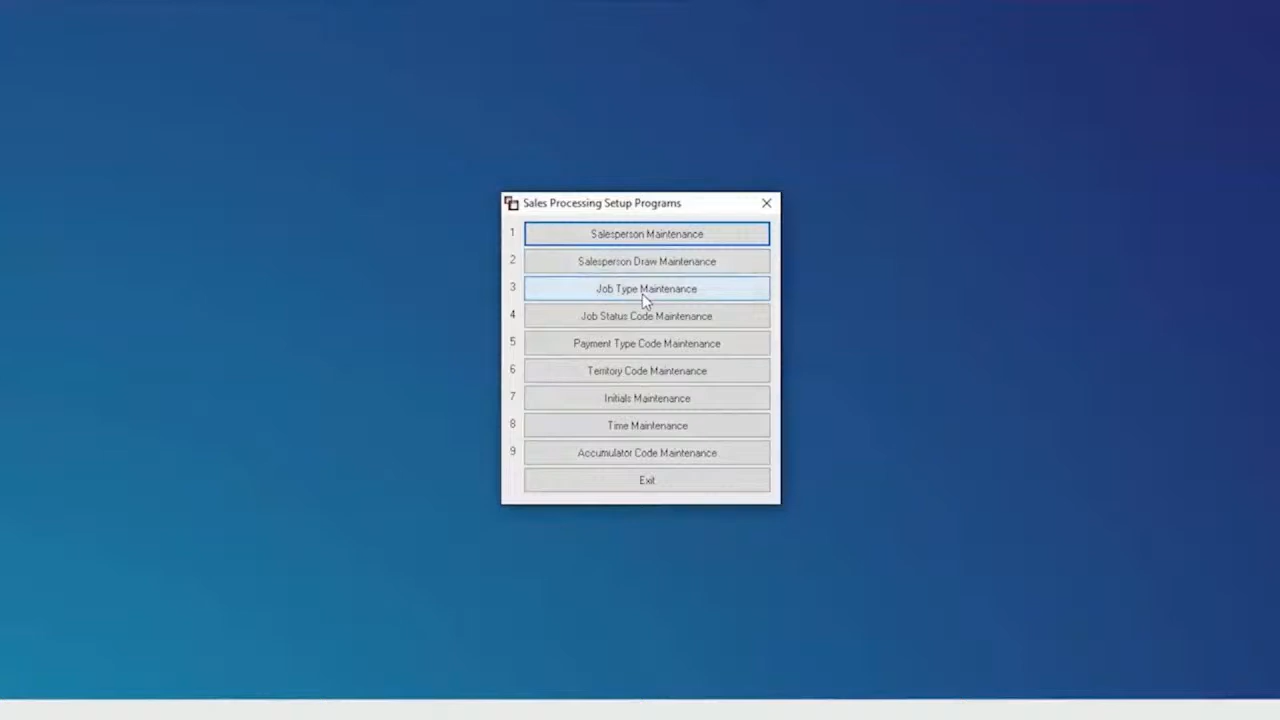 Sales Processing Setup Programs
1 Salesperson Maintenance
2 Salesperson Draw Maintenance
3 Job Type Maintenance
4 Job Status Code Maintenance
5 Payment Type Code Maintenance
6 Territory Code Maintenance
7 Initials Maintenance
8 Time Maintenance
9 Accumulator Code Maintenance
Exit